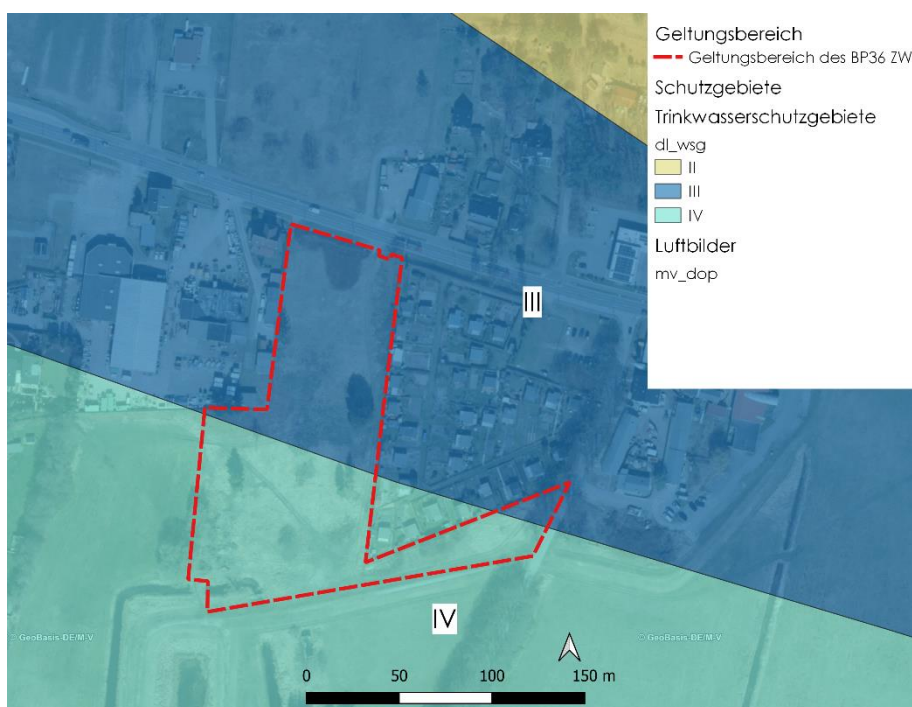 Geltungsbereich
Geltungsbereich des BP36 ZW
Schutzgebiete
Trinkwasserschutzgebiete
dl_wsg
II
III
IV
Luftbilder
mv_dop
III
IV
© GeoBasis-DE/M-V
© GeoBasis-DE/M-V
0 50 100 150 m